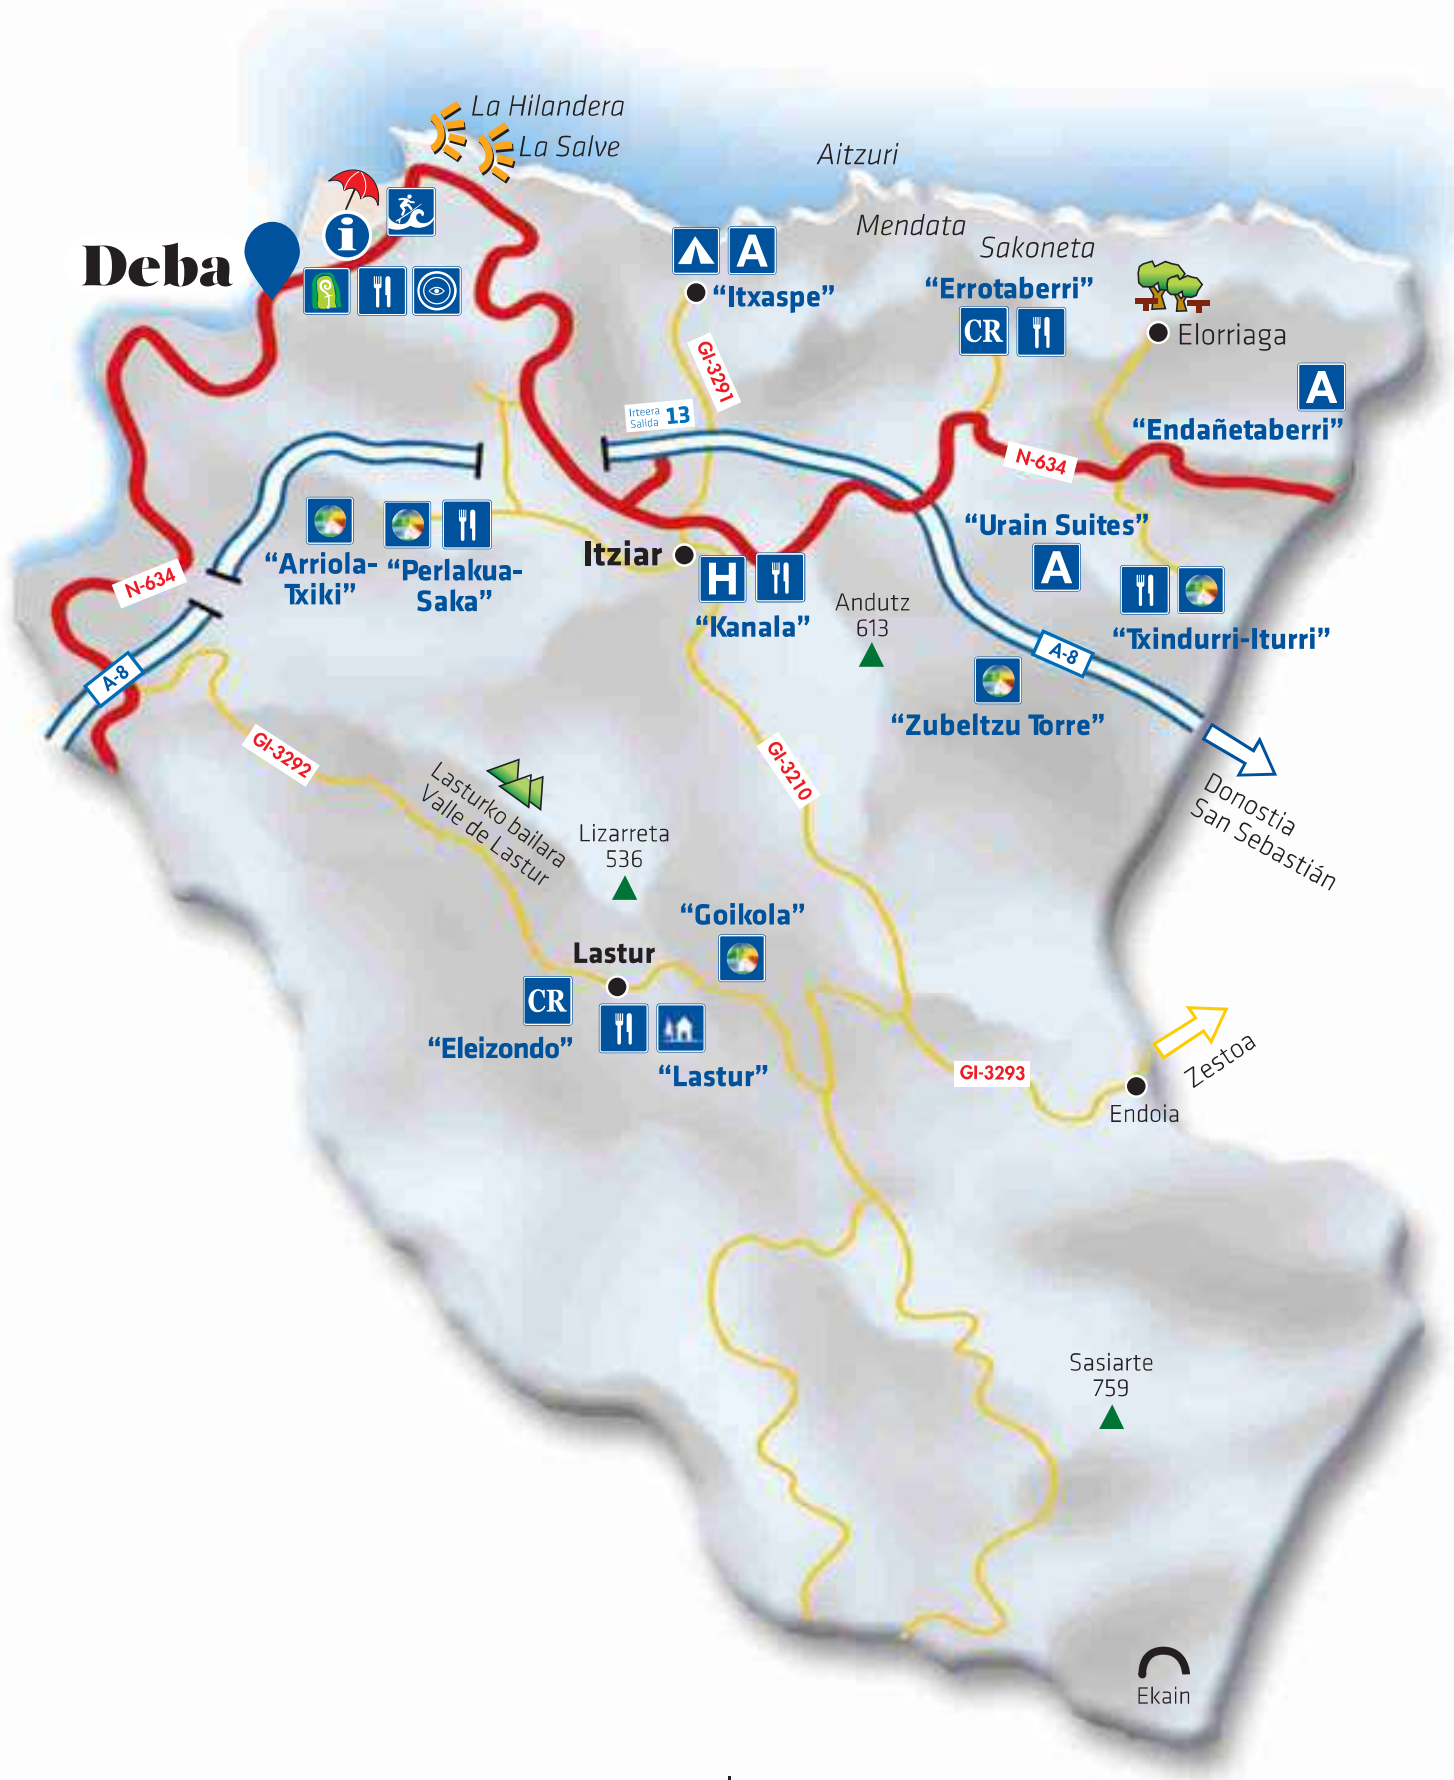 La Hilandera
La Salve
Aitzuri
Mendata
Sakoneta
Deba
i
A
“Itxaspe”
“Errotaberri”
CR
Elorriaga
GI-3291
A
“Endañetaberri”
Irteera
Salida
13
N-634
“Urain Suites”
A
“Arriola-
Txiki”
“Perlakua-
Saka”
Itziar
H
“Kanala”
N-634
Andutz
613
“Txindurri-Iturri”
A-8
A-8
“Zubeltzu Torre”
GI-3292
GI-3210
Donostia
San Sebastián
Lasturko bailara
Valle de Lastur
Lizarreta
536
“Goikola”
Lastur
CR
“Eleizondo”
“Lastur”
GI-3293
Zestoa
Endoia
Sasiarte
759
Ekain